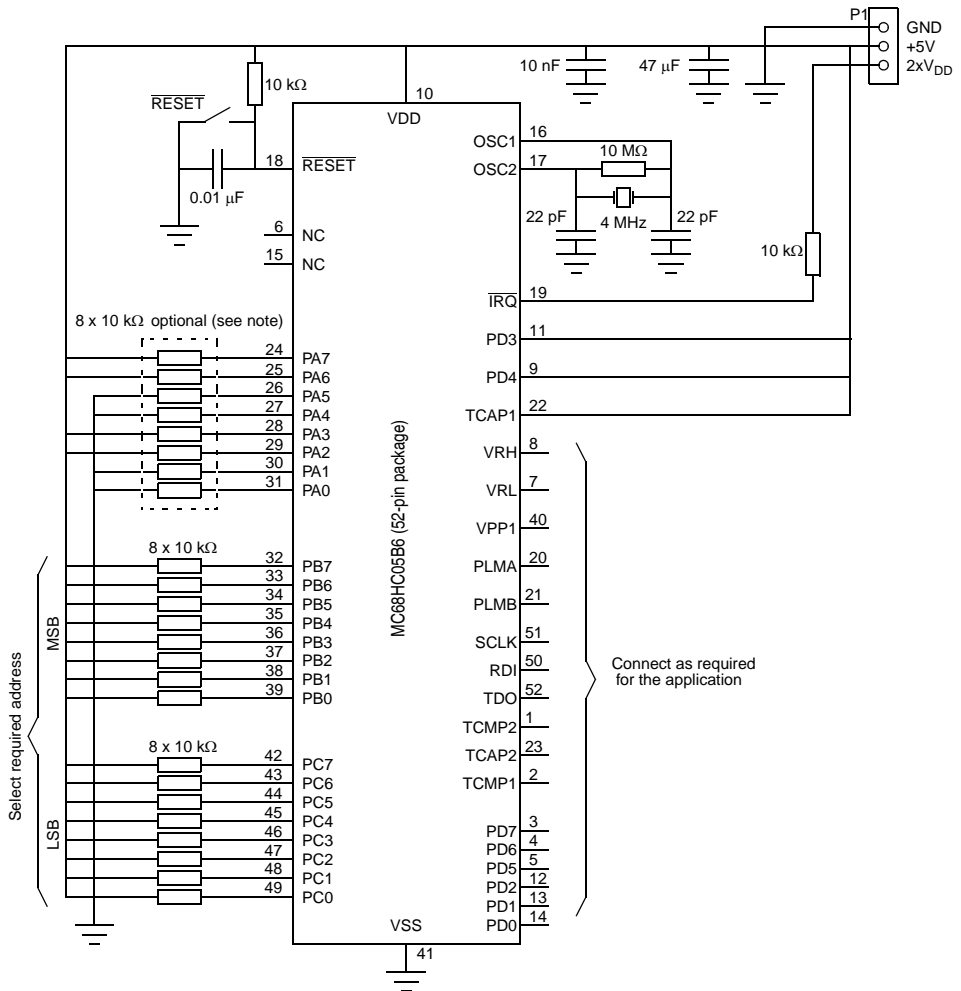 P1
GND
+5V
2xVDD
10 nF
47 µF
10 kΩ
RESET
10
VDD
18
RESET
0.01 µF
6
NC
15
NC
OSC1
16
10 MΩ
OSC2
17
22 pF
4 MHz
22 pF
10 kΩ
IRQ
19
PD3
11
PD4
9
TCAP1
22
8 x 10 kΩ optional (see note)
24
PA7
25
PA6
26
PA5
27
PA4
28
PA3
29
PA2
30
PA1
31
PA0
MC68HC05B6 (52-pin package)
VRH
8
VRL
7
VPP1
40
PLMA
20
PLMB
21
SCLK
51
RDI
50
TDO
52
TCMP2
1
TCAP2
23
TCMP1
2
PD7
3
PD6
4
PD5
5
PD2
12
PD1
13
PD0
14
Connect as required
for the application
8 x 10 kΩ
32
PB7
33
PB6
34
PB5
35
PB4
36
PB3
37
PB2
38
PB1
39
PB0
MSB
Select required address
LSB
8 x 10 kΩ
42
PC7
43
PC6
44
PC5
45
PC4
46
PC3
47
PC2
48
PC1
49
PC0
VSS
41